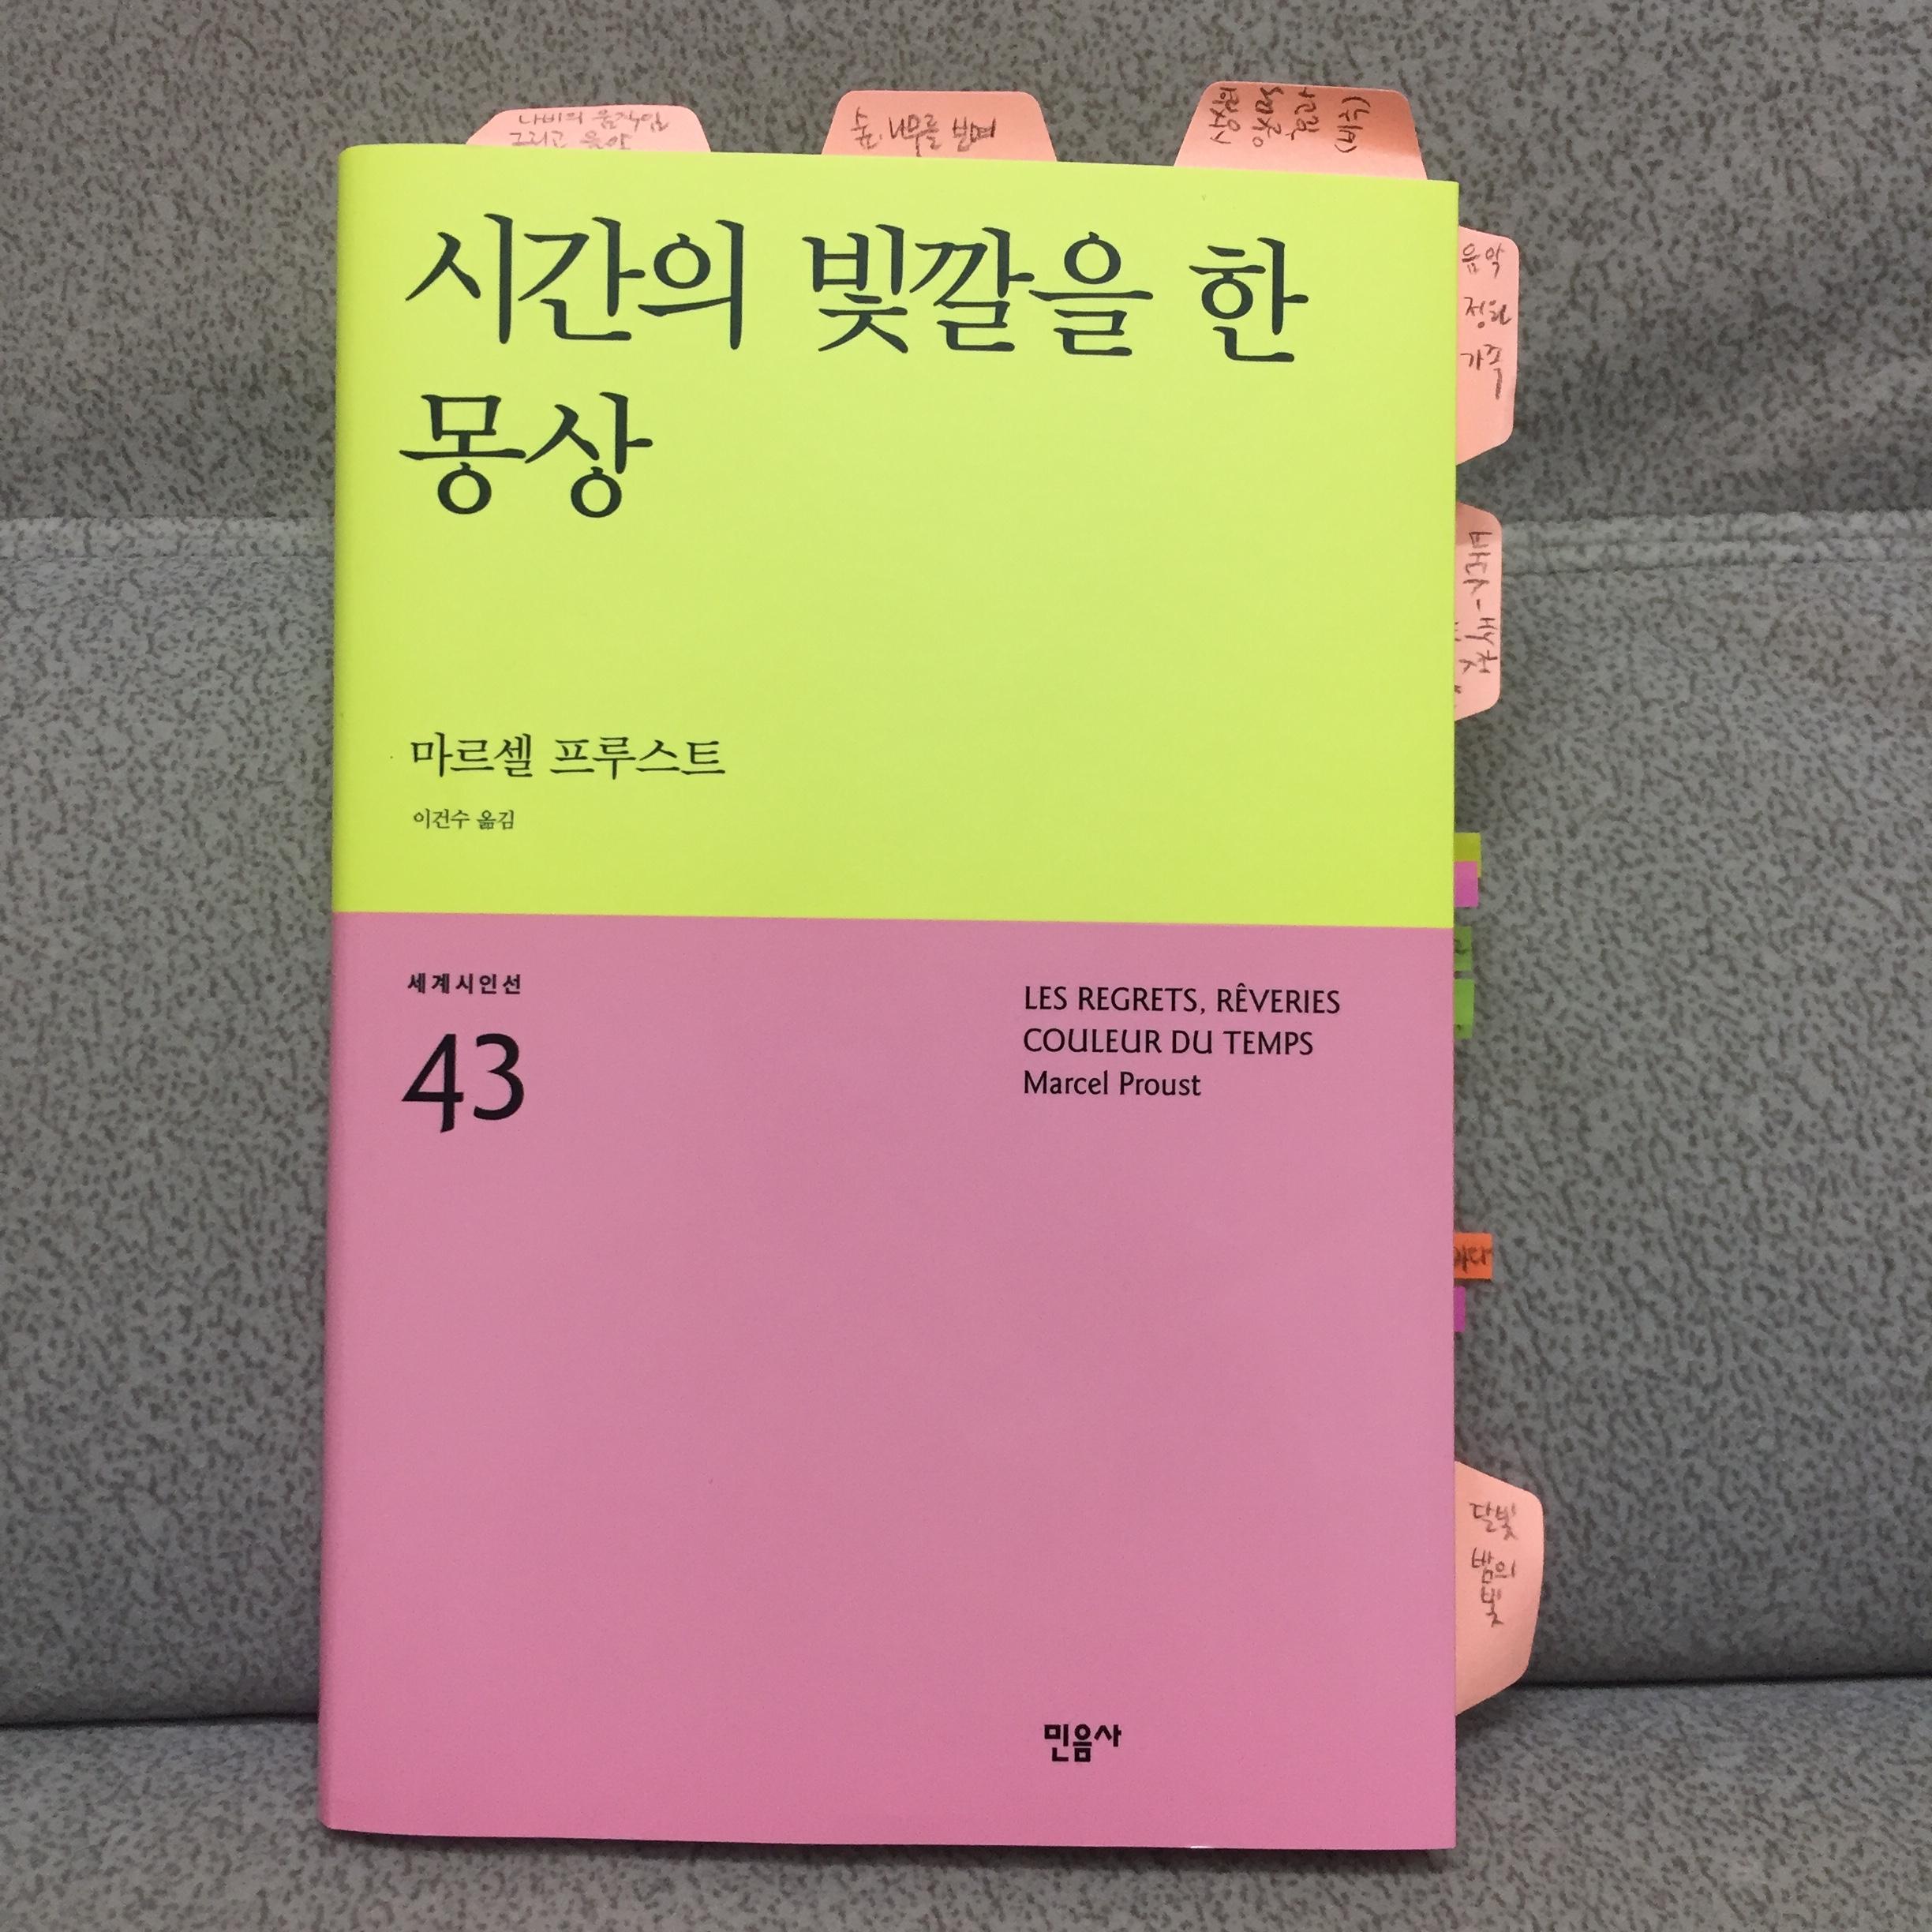 나비의 움직임
그리고 음악
숲.나무를 보며
음악
정원
가족
시간의 빛깔을 한
몽상
마르셀 프루스트
이건수 옮김
세계시인선
43
LES REGRETS, RÊVERIES
COULEUR DU TEMPS
Marcel Proust
바다
달빛
밤의
빛
민음사